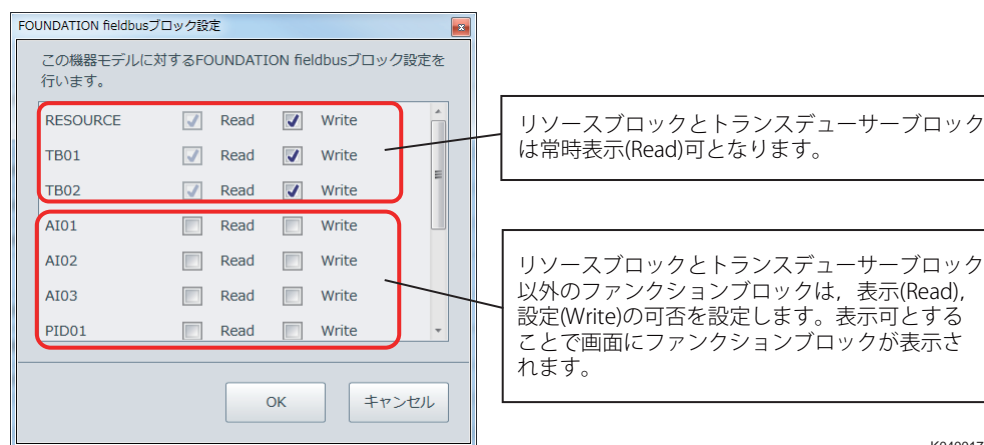 FOUNDATION fieldbusブロック設定
この機器モデルに対するFOUNDATION fieldbusブロック設定を
行います。
RESOURCE Read Write
TB01 Read Write
TB02 Read Write
AI01 Read Write
AI02 Read Write
AI03 Read Write
PID01 Read Write
OK キャンセル
リソースブロックとトランスデューサーブロック
は常時表示(Read)可となります。
リソースブロックとトランスデューサーブロック
以外のファンクションブロックは，表示(Read),
設定(Write)の可否を設定します。表示可とする
ことで画面にファンクションブロックが表示さ
れます。